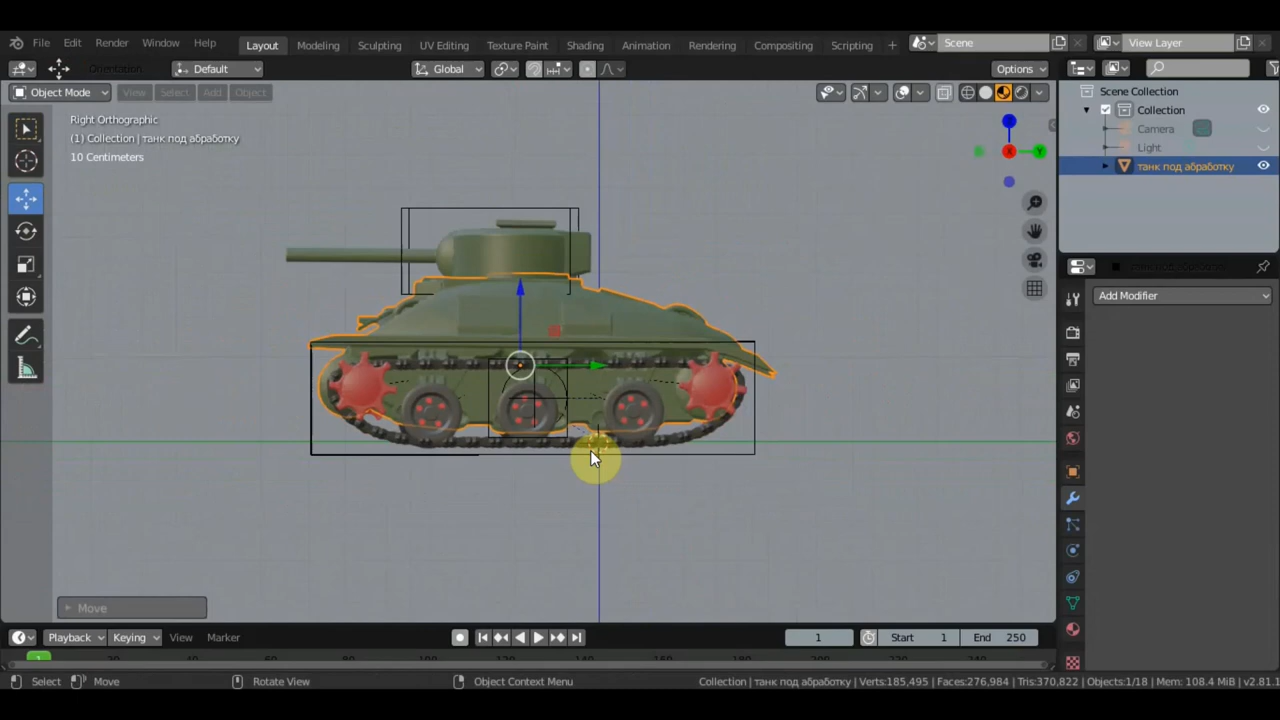 File Edit Render Window Help Layout Modeling Sculpting UV Editing Texture Paint Shading Animation Rendering Compositing Scripting + Scene View Layer
Orientation: Default Global Options
Object Mode View Select Add Object
Right Orthographic
(1) Collection | танк под абработку
10 Centimeters
Scene Collection
Collection
Camera
Light
танк под абработку
Add Modifier
Move
Playback Keying View Marker 1 Start 1 End 250
1
Select Move Rotate View Object Context Menu Collection | танк под абработку | Verts:185,495 | Faces:276,984 | Tris:370,822 | Objects:1/18 | Mem: 108.4 MiB | v2.81.1